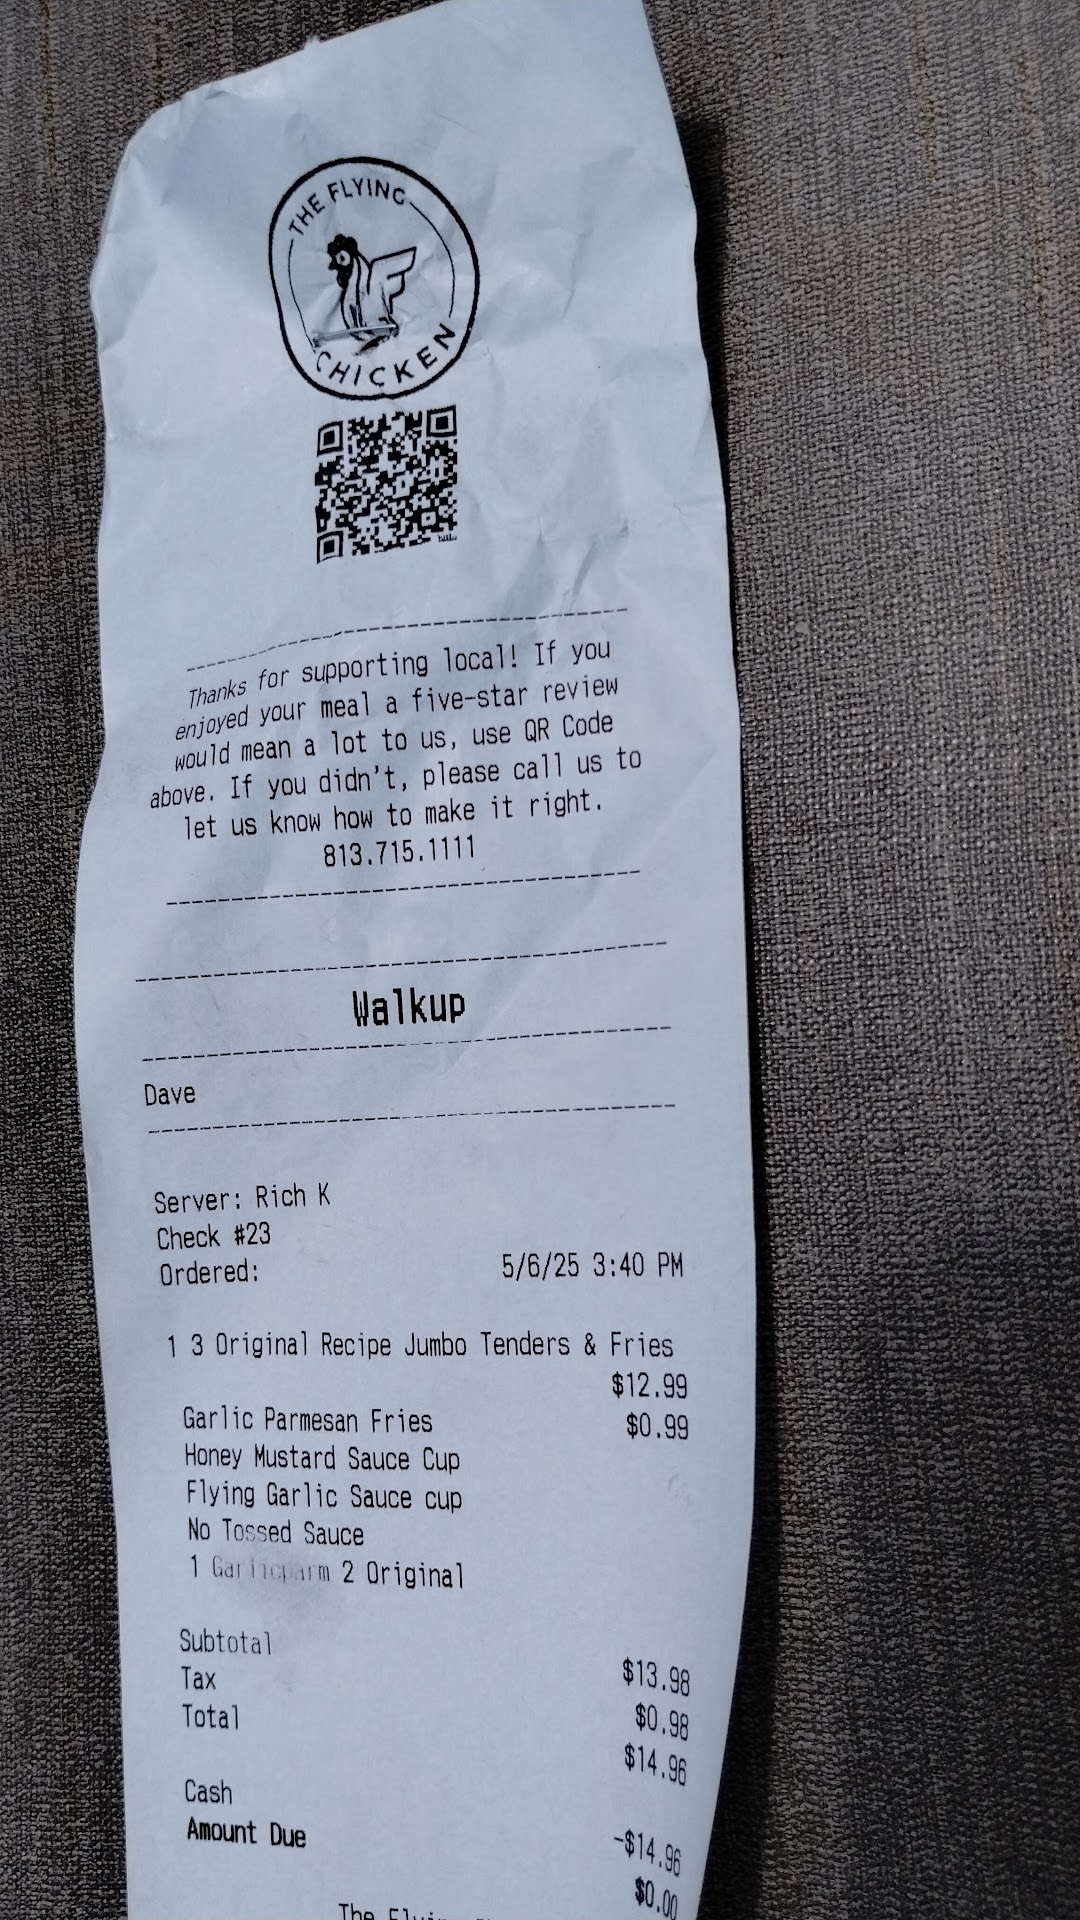 THE FLYING
CHICKEN
Thanks for supporting local! If you
enjoyed your meal a five-star review
would mean a lot to us, use QR Code
above. If you didn't, please call us to
let us know how to make it right.
813.715.1111
Walkup
Dave
Server: Rich K
Check #23
Ordered: 5/6/25 3:40 PM
1 3 Original Recipe Jumbo Tenders & Fries
$12.99
Garlic Parmesan Fries $0.99
Honey Mustard Sauce Cup
Flying Garlic Sauce cup
No Tossed Sauce
1 Garlicparm 2 Original
Subtotal $13.98
Tax $0.98
Total $14.96
Cash -$14.96
Amount Due $0.00
The